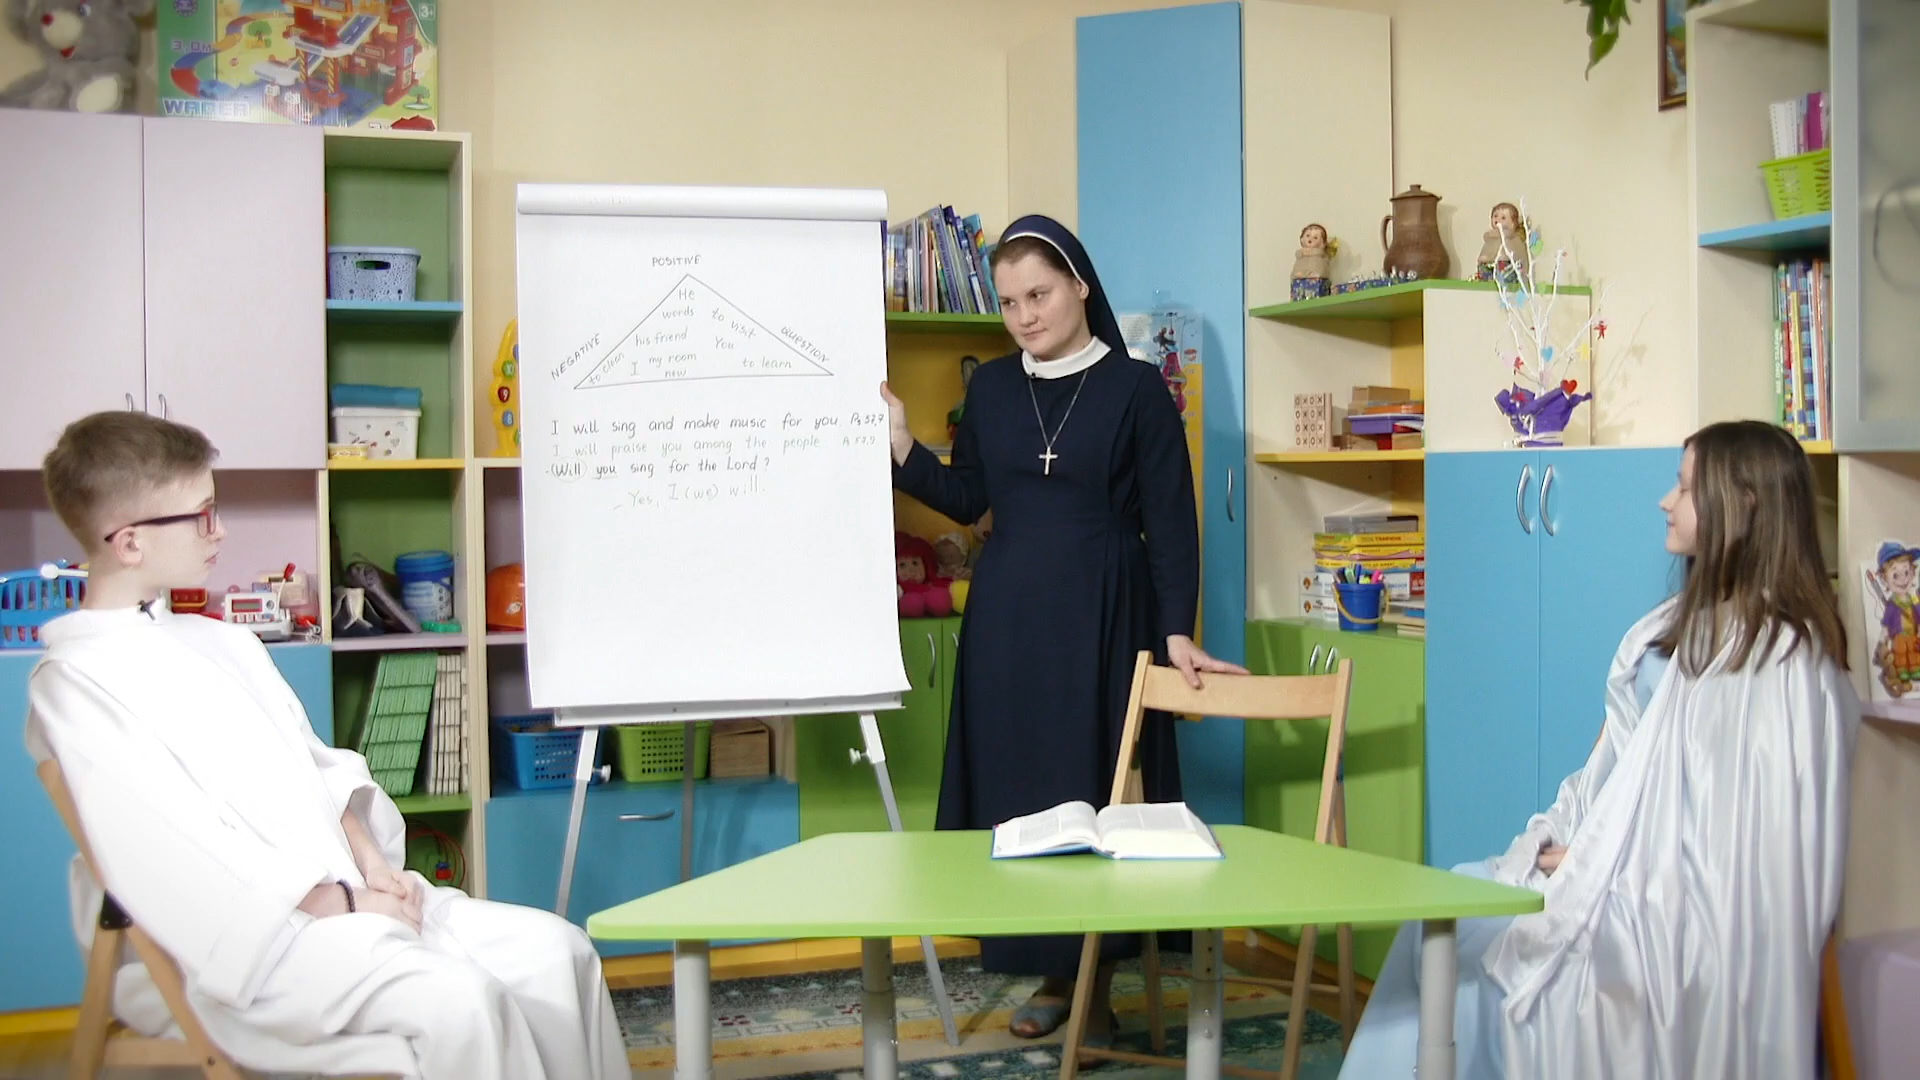 3+
WADER
POSITIVE
NEGATIVE
QUESTION
He
words
to visit
his friend
You
to clean
my room
I
new
to learn
I will sing and make music for you. Ps 57,7
I will praise you among the people
-(Will) you sing for the Lord?
- Yes, I (we) will.